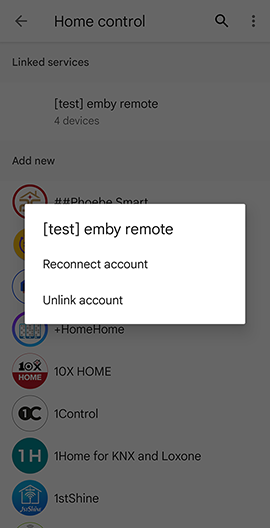 Home control
Linked services
[test] emby remote
4 devices
Add new
##Phoebe Smart
[test] emby remote
Reconnect account
Unlink account
+HomeHome
10X
HOME
10X HOME
1C
1Control
1H
1Home for KNX and Loxone
1stShine
1stShine